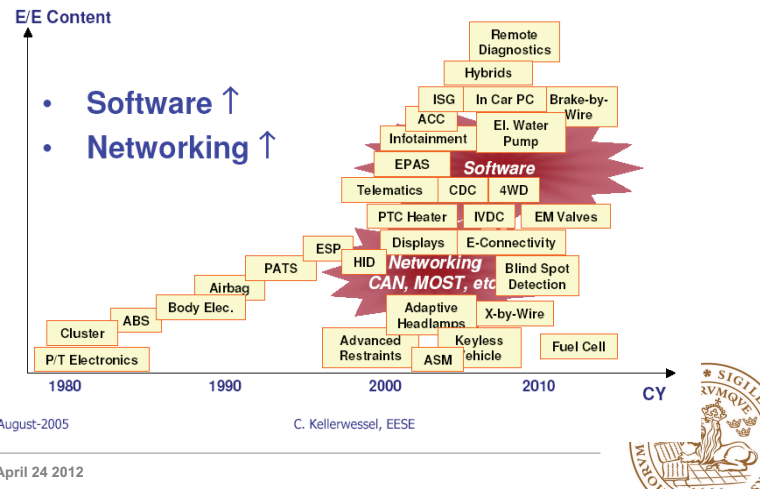 E/E Content
• Software ↑
• Networking ↑
Remote
Diagnostics
Hybrids
ISG
In Car PC
Brake-by-
Wire
ACC
El. Water
Pump
Infotainment
EPAS
Software
Telematics
CDC
4WD
PTC Heater
IVDC
EM Valves
ESP
Displays
E-Connectivity
PATS
HID
Networking
CAN, MOST, etc
Blind Spot
Detection
Airbag
Body Elec.
Adaptive
Headlamps
X-by-Wire
ABS
Cluster
Advanced
Restraints
Keyless
ASM
Fuel Cell
P/T Electronics
1980
1990
2000
2010
CY
August-2005
C. Kellerwessel, EESE
April 24 2012
SIGIL